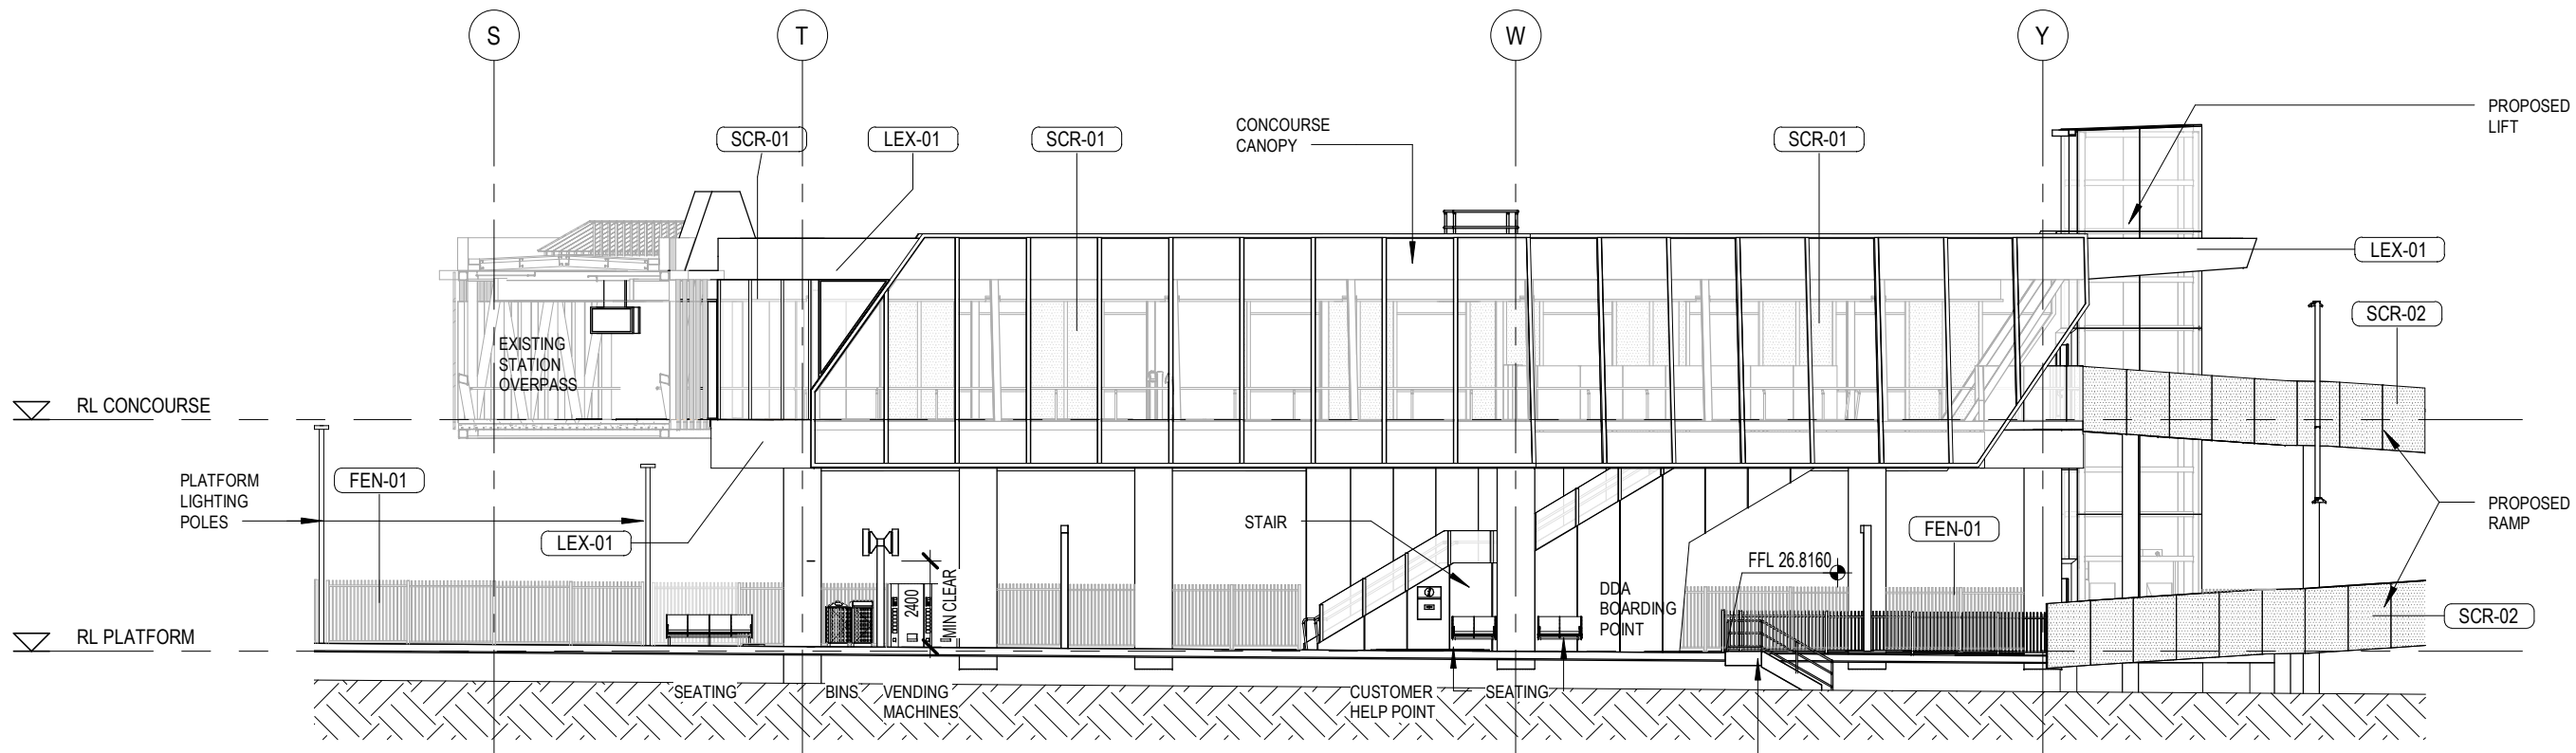 S
T
W
Y
PROPOSED
LIFT
CONCOURSE
CANOPY
SCR-01
LEX-01
SCR-01
SCR-01
LEX-01
SCR-02
EXISTING
STATION
OVERPASS
RL CONCOURSE
PLATFORM
LIGHTING
POLES
FEN-01
LEX-01
STAIR
FEN-01
PROPOSED
RAMP
FFL 26.8160
2400
MIN CLEAR
DDA
BOARDING
POINT
SCR-02
RL PLATFORM
SEATING
BINS
VENDING
MACHINES
CUSTOMER
HELP POINT
SEATING